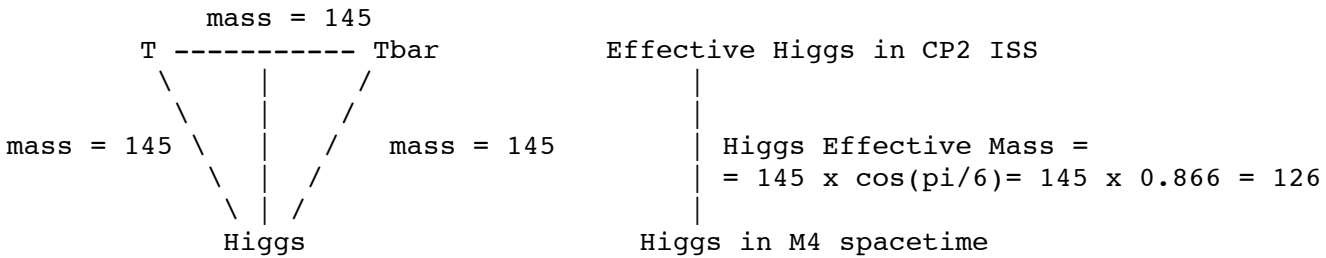 mass = 145
T ----------- Tbar Effective Higgs in CP2 ISS
mass = 145 mass = 145 Higgs Effective Mass =
= 145 x cos(pi/6)= 145 x 0.866 = 126
Higgs Higgs in M4 spacetime